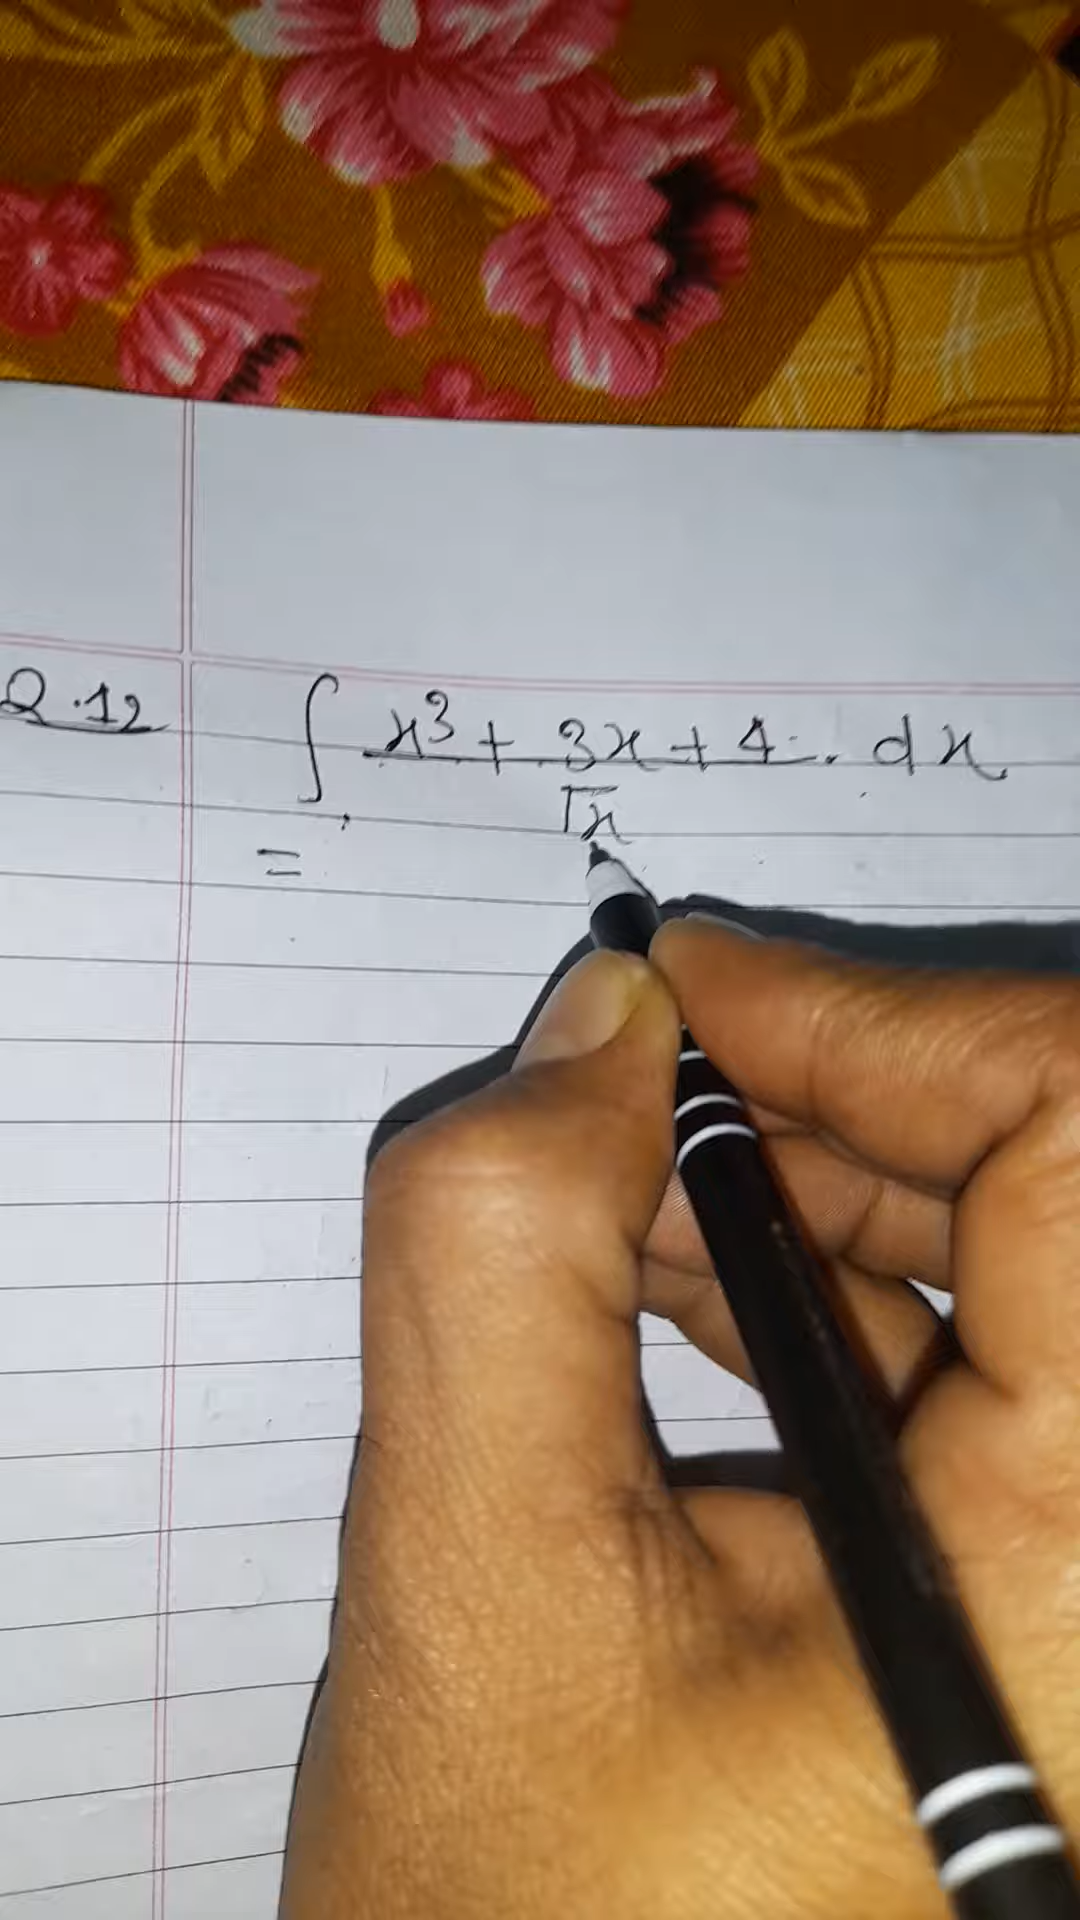 Q.12 ∫ x³ + 3x + 4 . dx
√x
=